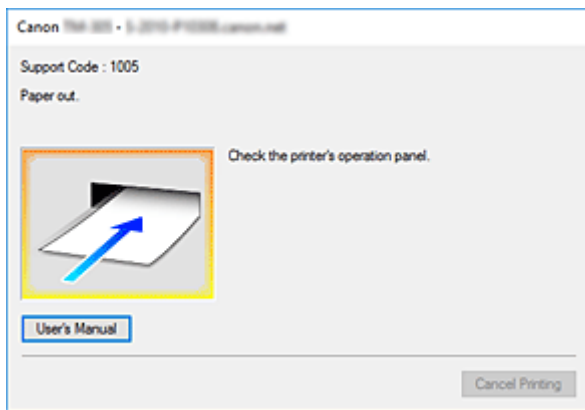 Canon
Support Code : 1005
Paper out.
Check the printer's operation panel.
User's Manual
Cancel Printing